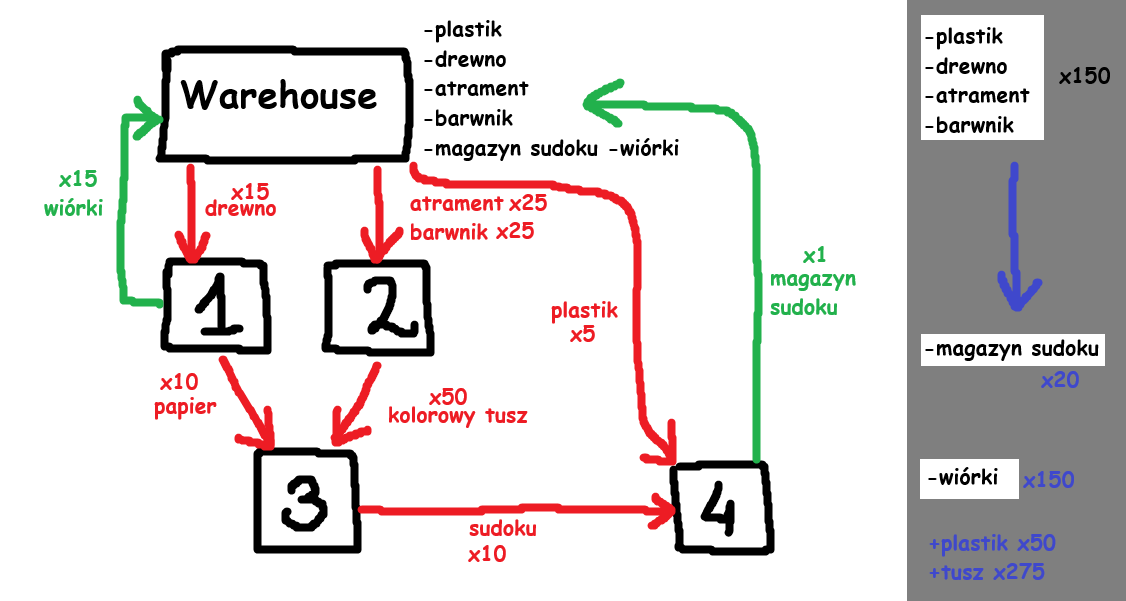 Warehouse
-plastik
-drewno
-atrament
-barwnik
-magazyn sudoku -wiórki
x15
wiórki
x15
drewno
atrament x25
barwnik x25
1
2
plastik
x5
x1
magazyn
sudoku
x10
papier
x50
kolorowy tusz
3
sudoku
x10
4
-plastik
-drewno
-atrament
-barwnik
x150
-magazyn sudoku
x20
-wiórki x150
+plastik x50
+tusz x275